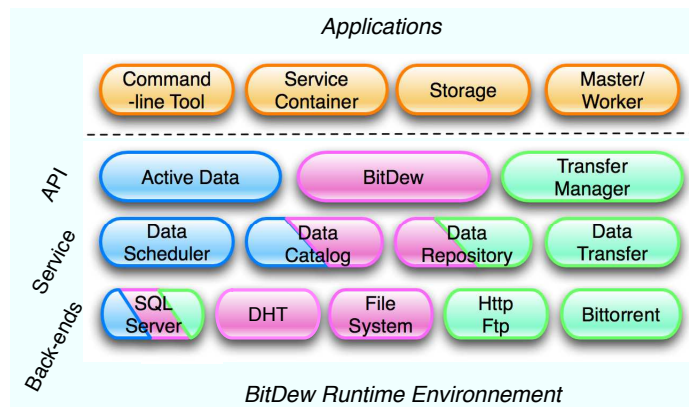 Applications
Command
-line Tool
Service
Container
Storage
Master/
Worker
API
Active Data
BitDew
Transfer
Manager
Service
Data
Scheduler
Data
Catalog
Data
Repository
Data
Transfer
Back-ends
SQL
Server
DHT
File
System
Http
Ftp
Bittorrent
BitDew Runtime Environnement